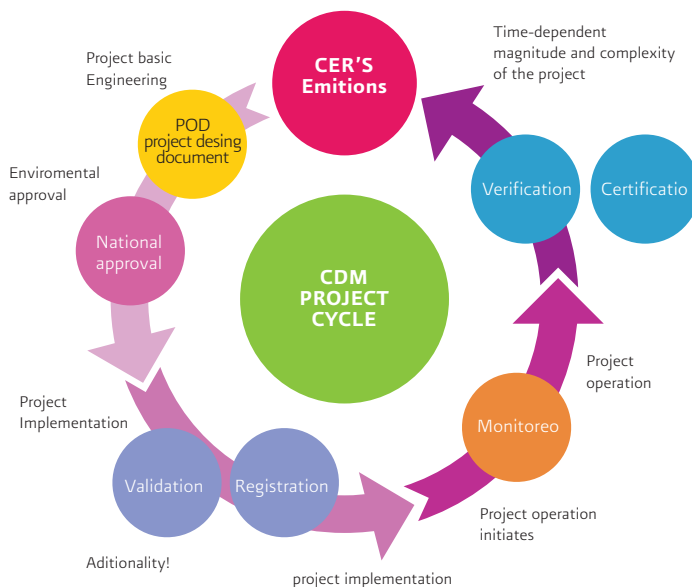 CER'S
Emitions
Time-dependent
magnitude and complexity
of the project
Project basic
Engineering
POD
project desing
document
Enviromental
approval
National
approval
Verification
Certificatio
CDM
PROJECT
CYCLE
Project
operation
Project
Implementation
Monitoreo
Validation
Registration
Project operation
initiates
Aditionality!
project implementation